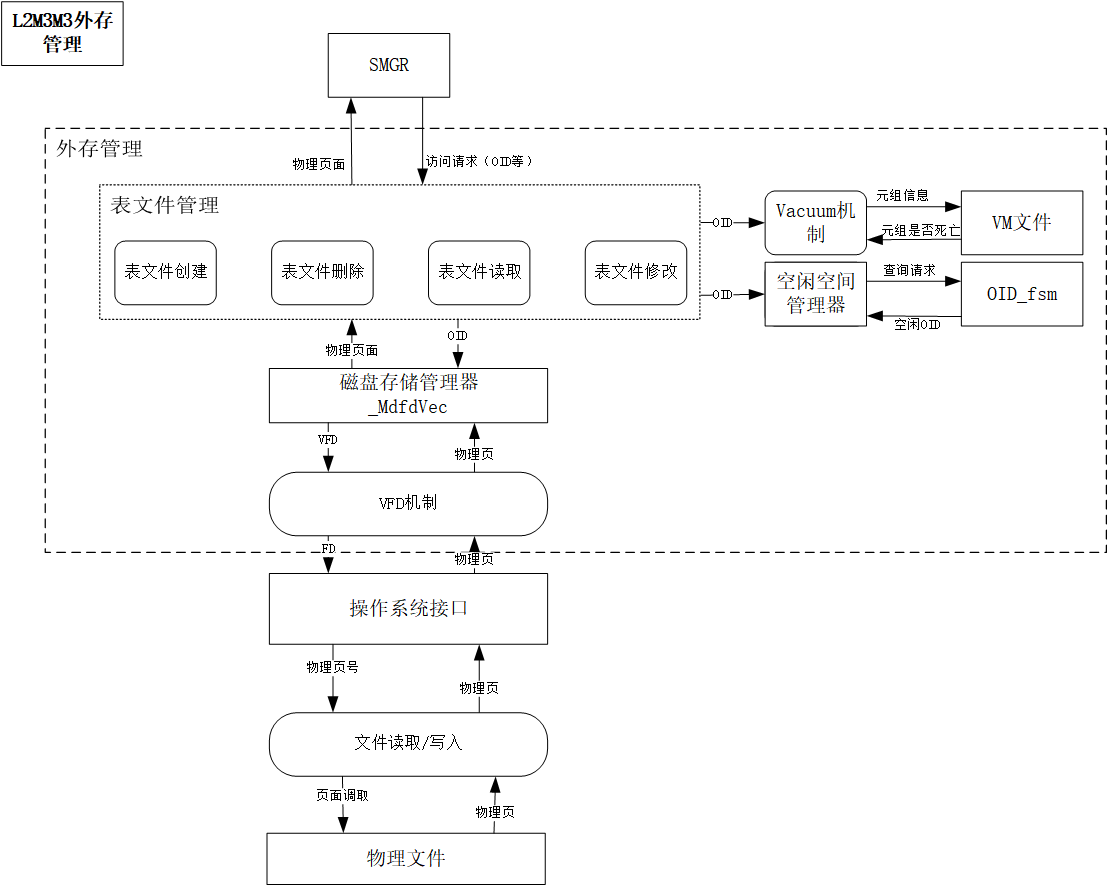 L2M3M3外存
管理
SMGR
外存管理
物理页面
访问请求（OID等）
表文件管理
表文件创建
表文件删除
表文件读取
表文件修改
OID
Vacuum机
制
元组信息
元组是否死亡
VM文件
OID
空闲空间
管理器
查询请求
空闲OID
OID_fsm
物理页面
OID
磁盘存储管理器
_MdfdVec
VFD
物理页
VFD机制
FD
物理页
操作系统接口
物理页号
物理页
文件读取/写入
页面调取
物理页
物理文件